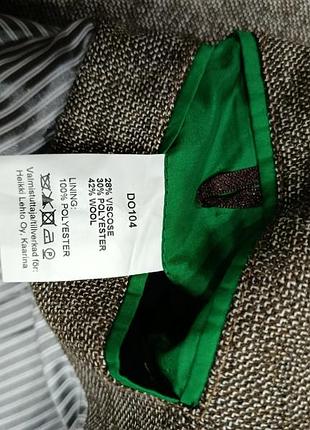 DO104
28% VISCOSE
30% POLYESTER
42% WOOL
LINING:
100% POLYESTER
Valmistuttaja/tillverkad för:
Heikki Lehto Oy, Kaarina